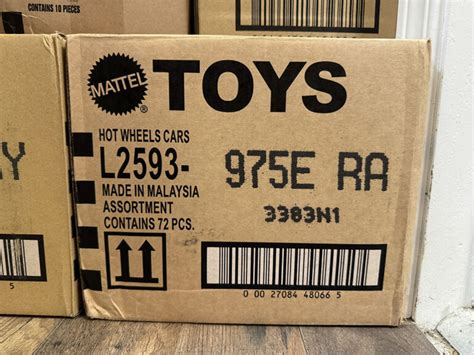 CONTAINS 10 PIECES
MATTEL ® TOYS
HOT WHEELS CARS
L2593- 975E RA
MADE IN MALAYSIA
ASSORTMENT
CONTAINS 72 PCS.
3383N1
0 00 27084 48066 5
Y
5